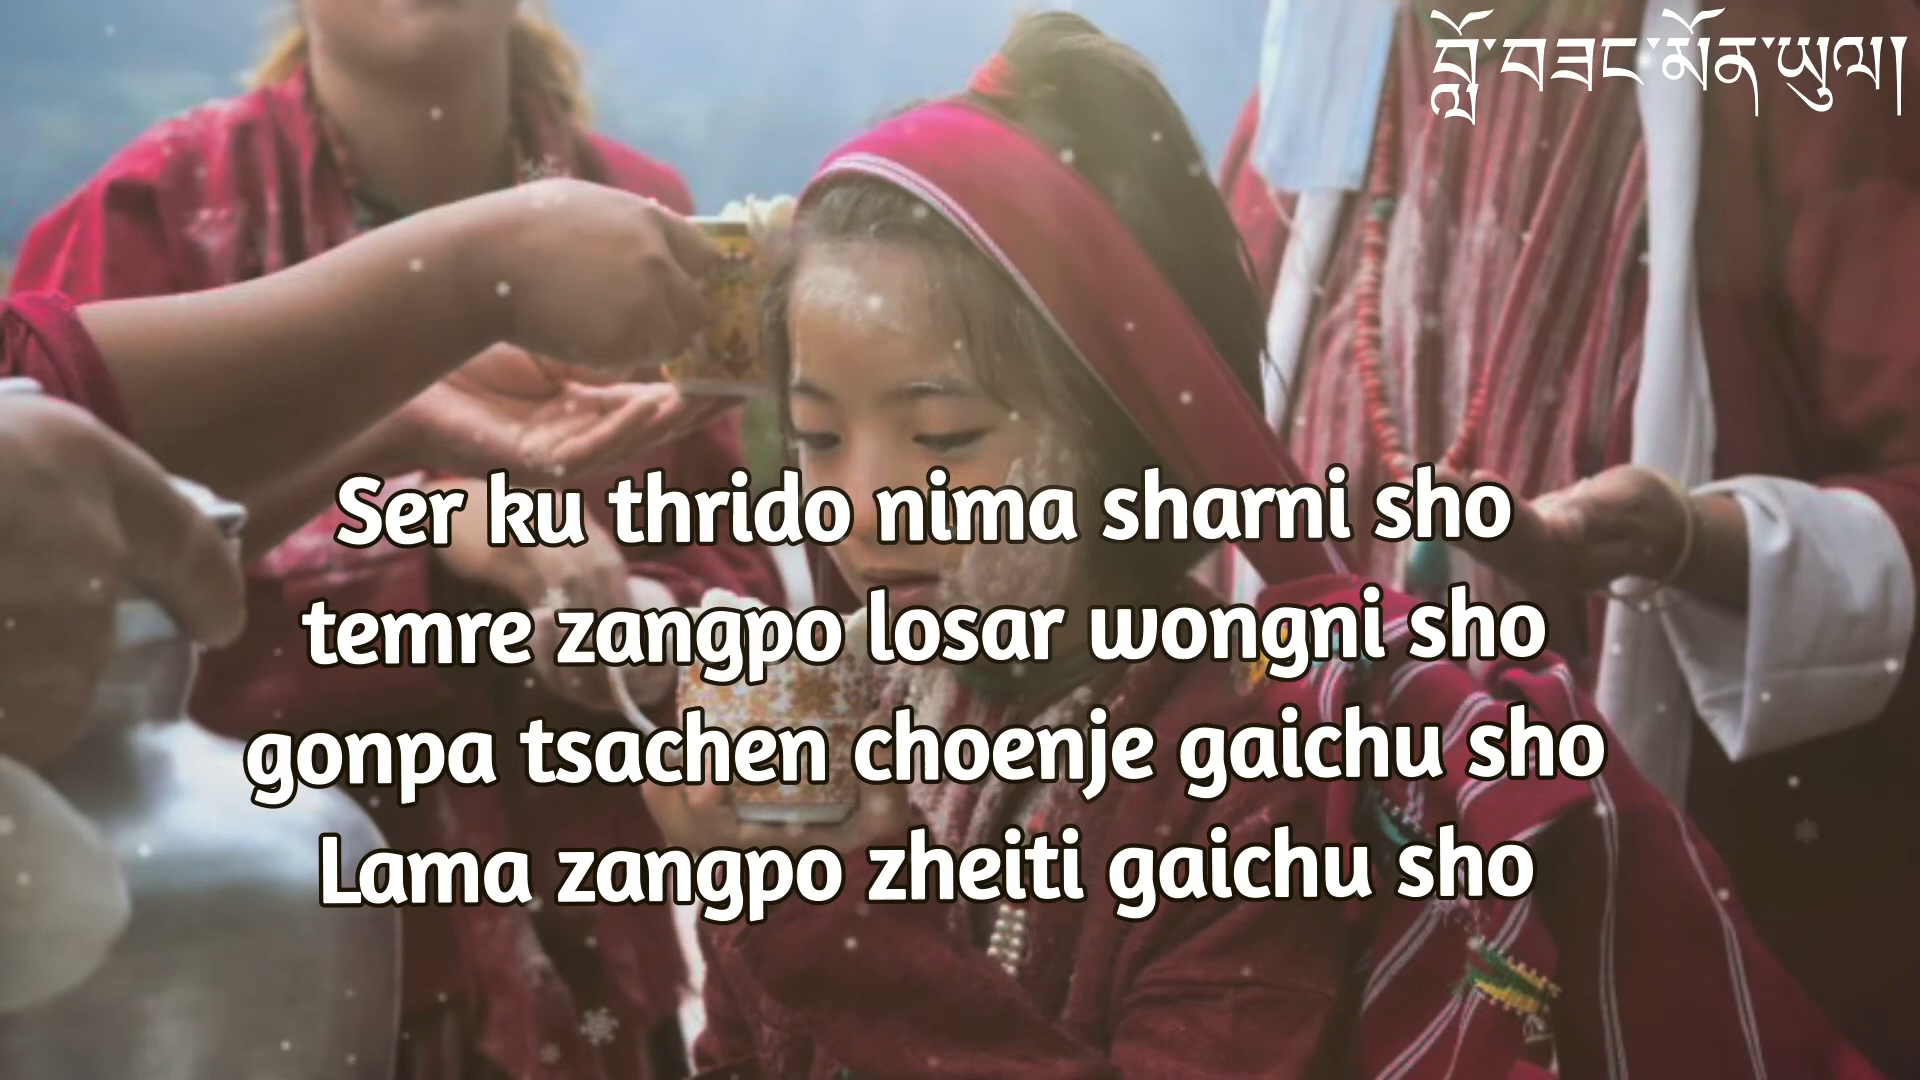 བློ་བཟང་མོན་ཡུལ།
Ser ku thrido nima sharni sho
temre zangpo losar wongni sho
gonpa tsachen choenje gaichu sho
Lama zangpo zheiti gaichu sho